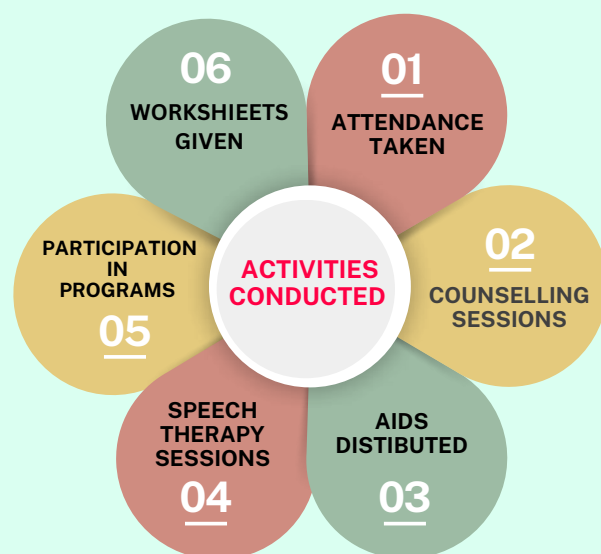 ACTIVITIES
CONDUCTED
01
ATTENDANCE
TAKEN
02
COUNSELLING
SESSIONS
AIDS
DISTIBUTED
03
SPEECH
THERAPY
SESSIONS
04
PARTICIPATION
IN
PROGRAMS
05
06
WORKSHIEETS
GIVEN